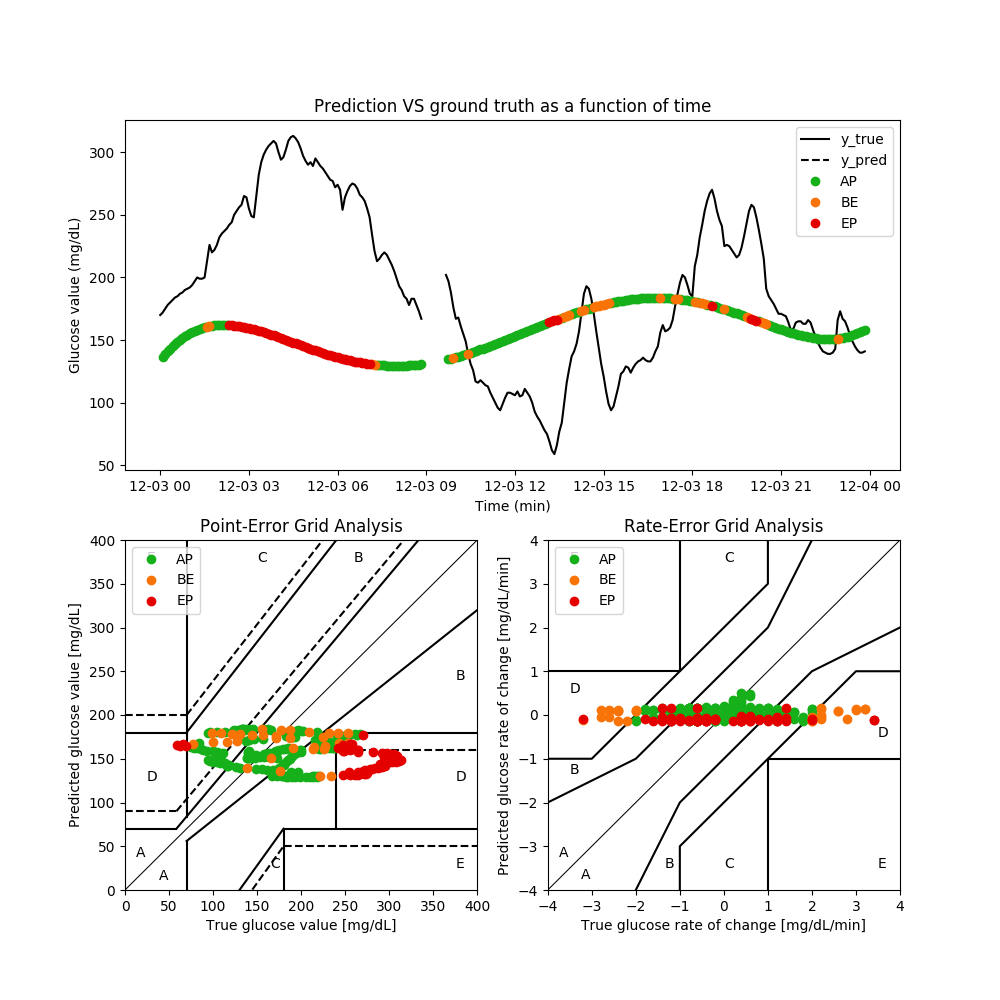 Prediction VS ground truth as a function of time
Glucose value (mg/dL)
300
250
200
150
100
50
y_true
y_pred
AP
BE
EP
12-03 00 12-03 03 12-03 06 12-03 09 12-03 12 12-03 15 12-03 18 12-03 21 12-04 00
Time (min)
Point-Error Grid Analysis
Predicted glucose value [mg/dl]
400
350
300
250
200
150
100
50
0
AP
BE
EP
C
B
B
D
D
A
A
C
E
0 50 100 150 200 250 300 350 400
True glucose value [mg/dL]
Rate-Error Grid Analysis
Predicted glucose rate of change [mg/dL/min]
4
3
2
1
0
−1
−2
−3
−4
AP
BE
EP
C
D
D
B
A
A
B
C
E
−4 −3 −2 −1 0 1 2 3 4
True glucose rate of change [mg/dL/min]